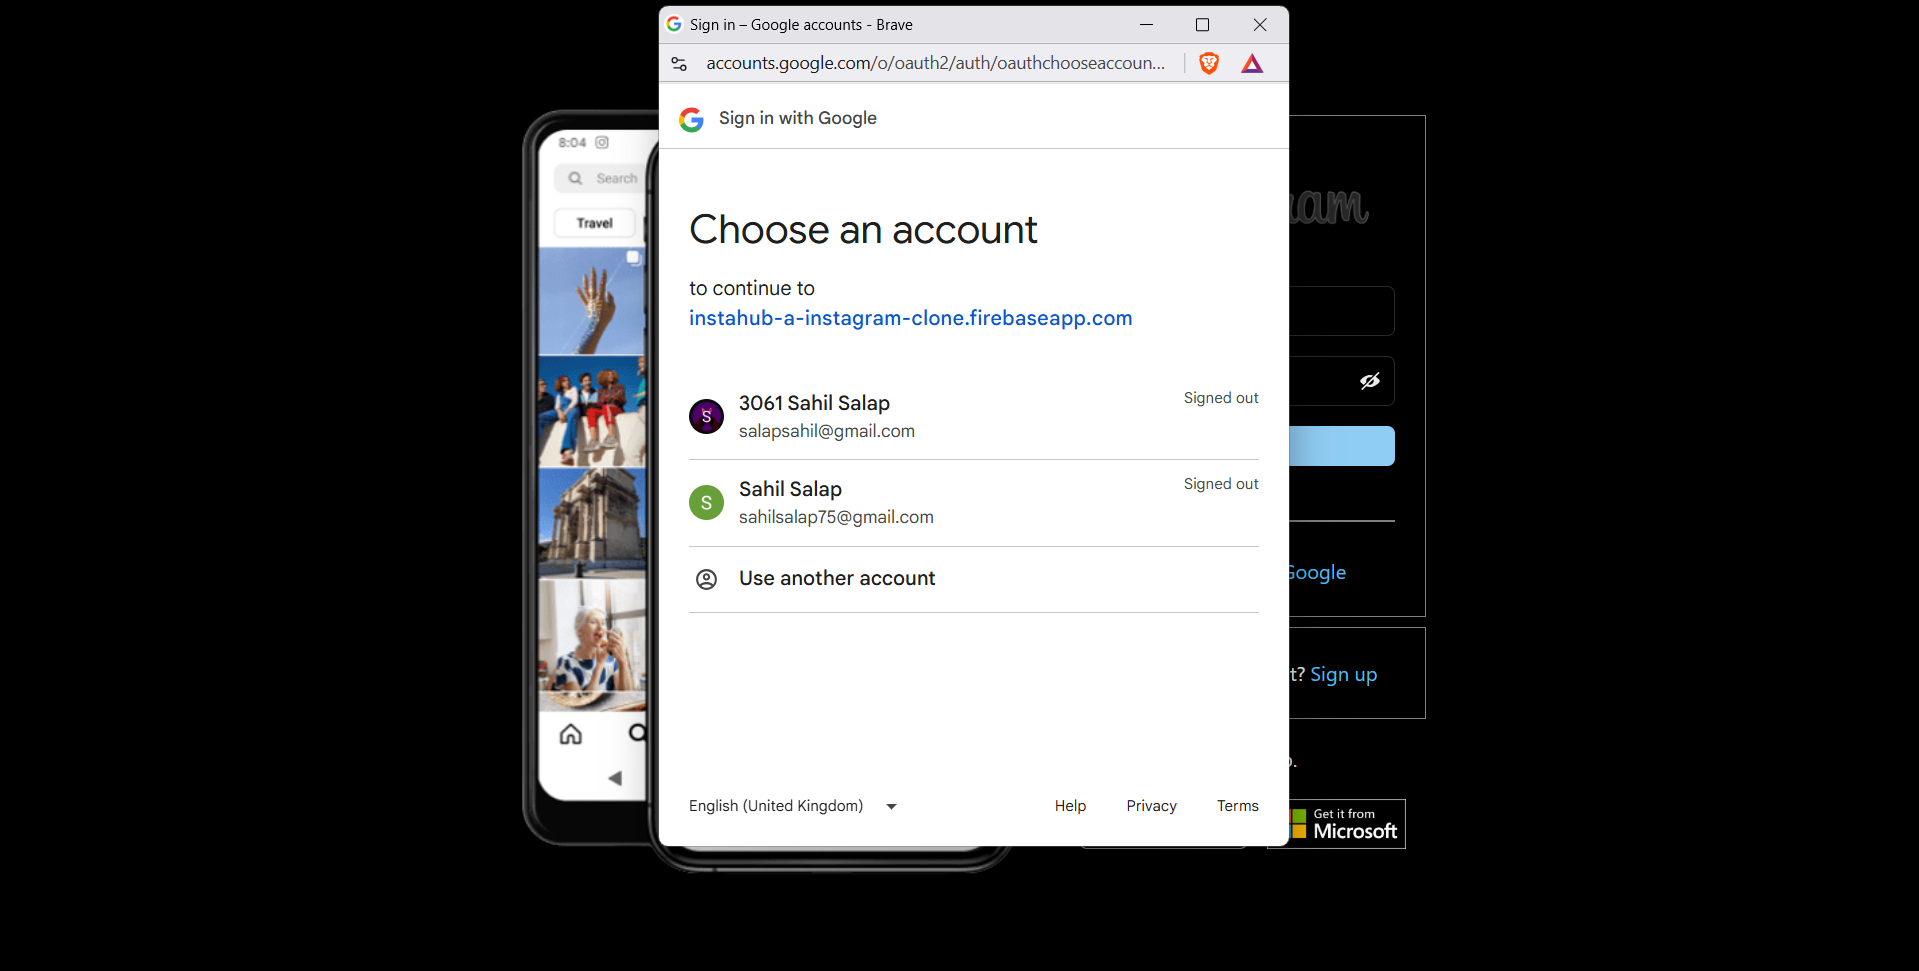 Sign in – Google accounts - Brave
accounts.google.com/o/oauth2/auth/oauthchooseaccoun...
Sign in with Google
Choose an account
to continue to
instahub-a-instagram-clone.firebaseapp.com
S
3061 Sahil Salap
Signed out
salapsahil@gmail.com
S
Sahil Salap
Signed out
sahilsalap75@gmail.com
Use another account
English (United Kingdom)
Help
Privacy
Terms
8:04
Search
Travel
Google
t? Sign up
Get it from
Microsoft